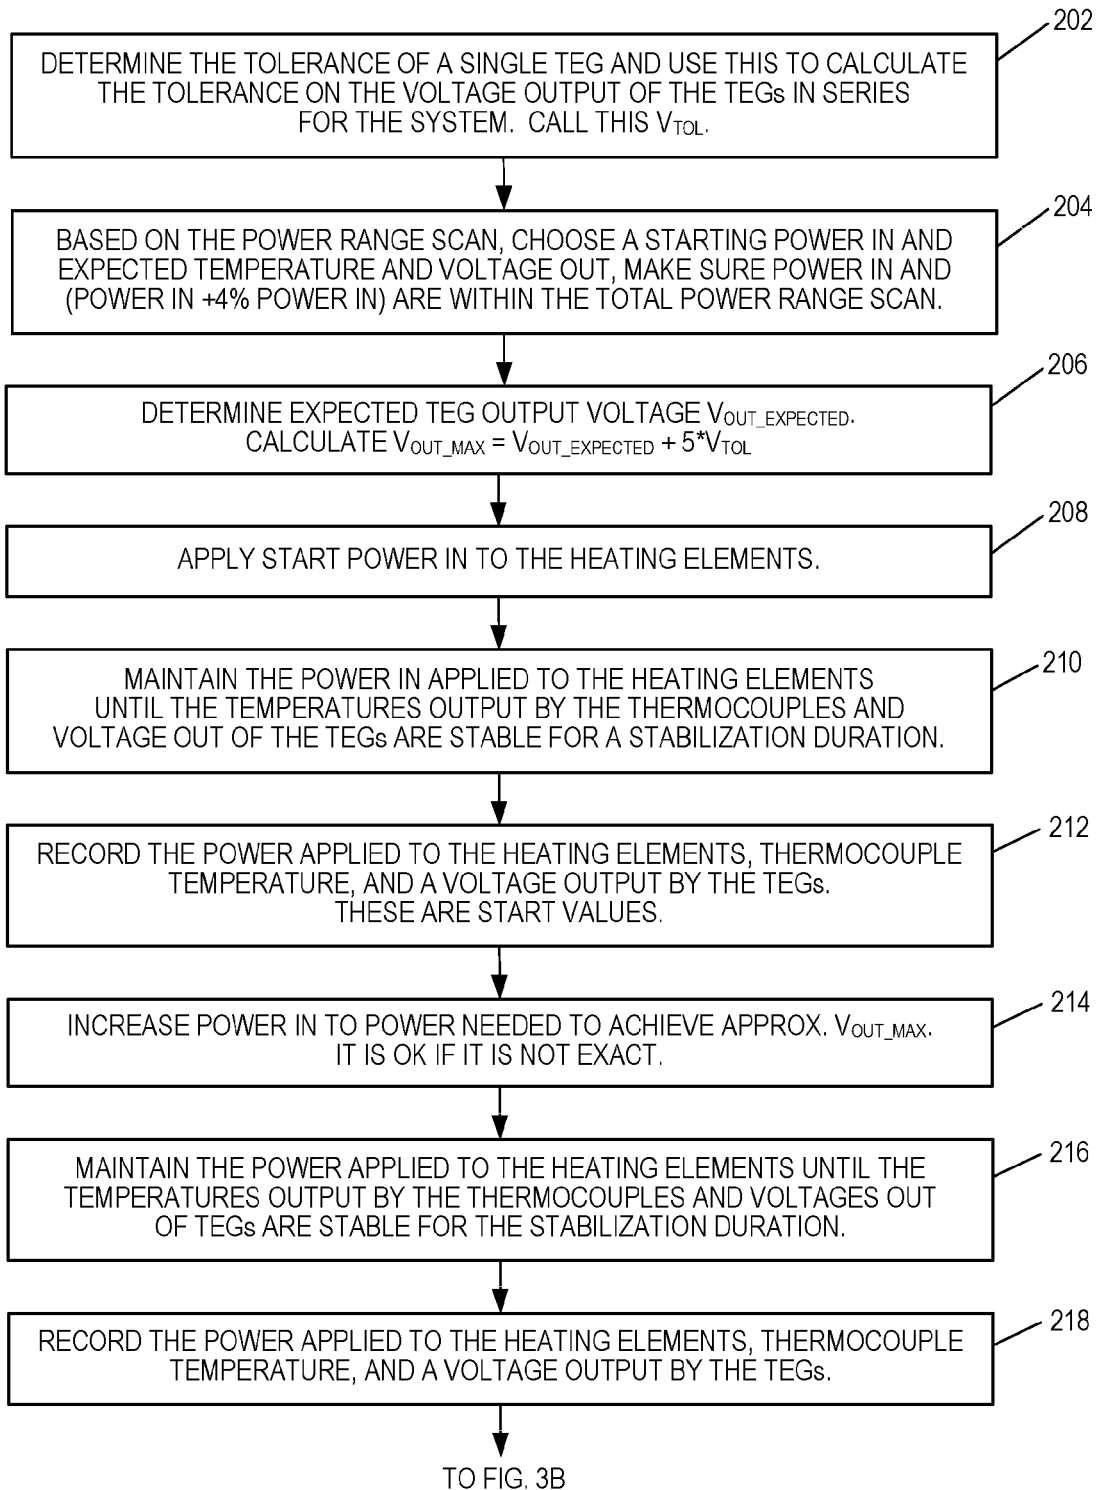 202
DETERMINE THE TOLERANCE OF A SINGLE TEG AND USE THIS TO CALCULATE
THE TOLERANCE ON THE VOLTAGE OUTPUT OF THE TEGs IN SERIES
FOR THE SYSTEM. CALL THIS V_TOL.
204
BASED ON THE POWER RANGE SCAN, CHOOSE A STARTING POWER IN AND
EXPECTED TEMPERATURE AND VOLTAGE OUT, MAKE SURE POWER IN AND
(POWER IN +4% POWER IN) ARE WITHIN THE TOTAL POWER RANGE SCAN.
206
DETERMINE EXPECTED TEG OUTPUT VOLTAGE V_OUT_EXPECTED.
CALCULATE V_OUT_MAX = V_OUT_EXPECTED + 5*V_TOL
208
APPLY START POWER IN TO THE HEATING ELEMENTS.
210
MAINTAIN THE POWER IN APPLIED TO THE HEATING ELEMENTS
UNTIL THE TEMPERATURES OUTPUT BY THE THERMOCOUPLES AND
VOLTAGE OUT OF THE TEGs ARE STABLE FOR A STABILIZATION DURATION.
212
RECORD THE POWER APPLIED TO THE HEATING ELEMENTS, THERMOCOUPLE
TEMPERATURE, AND A VOLTAGE OUTPUT BY THE TEGs.
THESE ARE START VALUES.
214
INCREASE POWER IN TO POWER NEEDED TO ACHIEVE APPROX. V_OUT_MAX.
IT IS OK IF IT IS NOT EXACT.
216
MAINTAIN THE POWER APPLIED TO THE HEATING ELEMENTS UNTIL THE
TEMPERATURES OUTPUT BY THE THERMOCOUPLES AND VOLTAGES OUT
OF TEGs ARE STABLE FOR THE STABILIZATION DURATION.
218
RECORD THE POWER APPLIED TO THE HEATING ELEMENTS, THERMOCOUPLE
TEMPERATURE, AND A VOLTAGE OUTPUT BY THE TEGs.
TO FIG. 3B